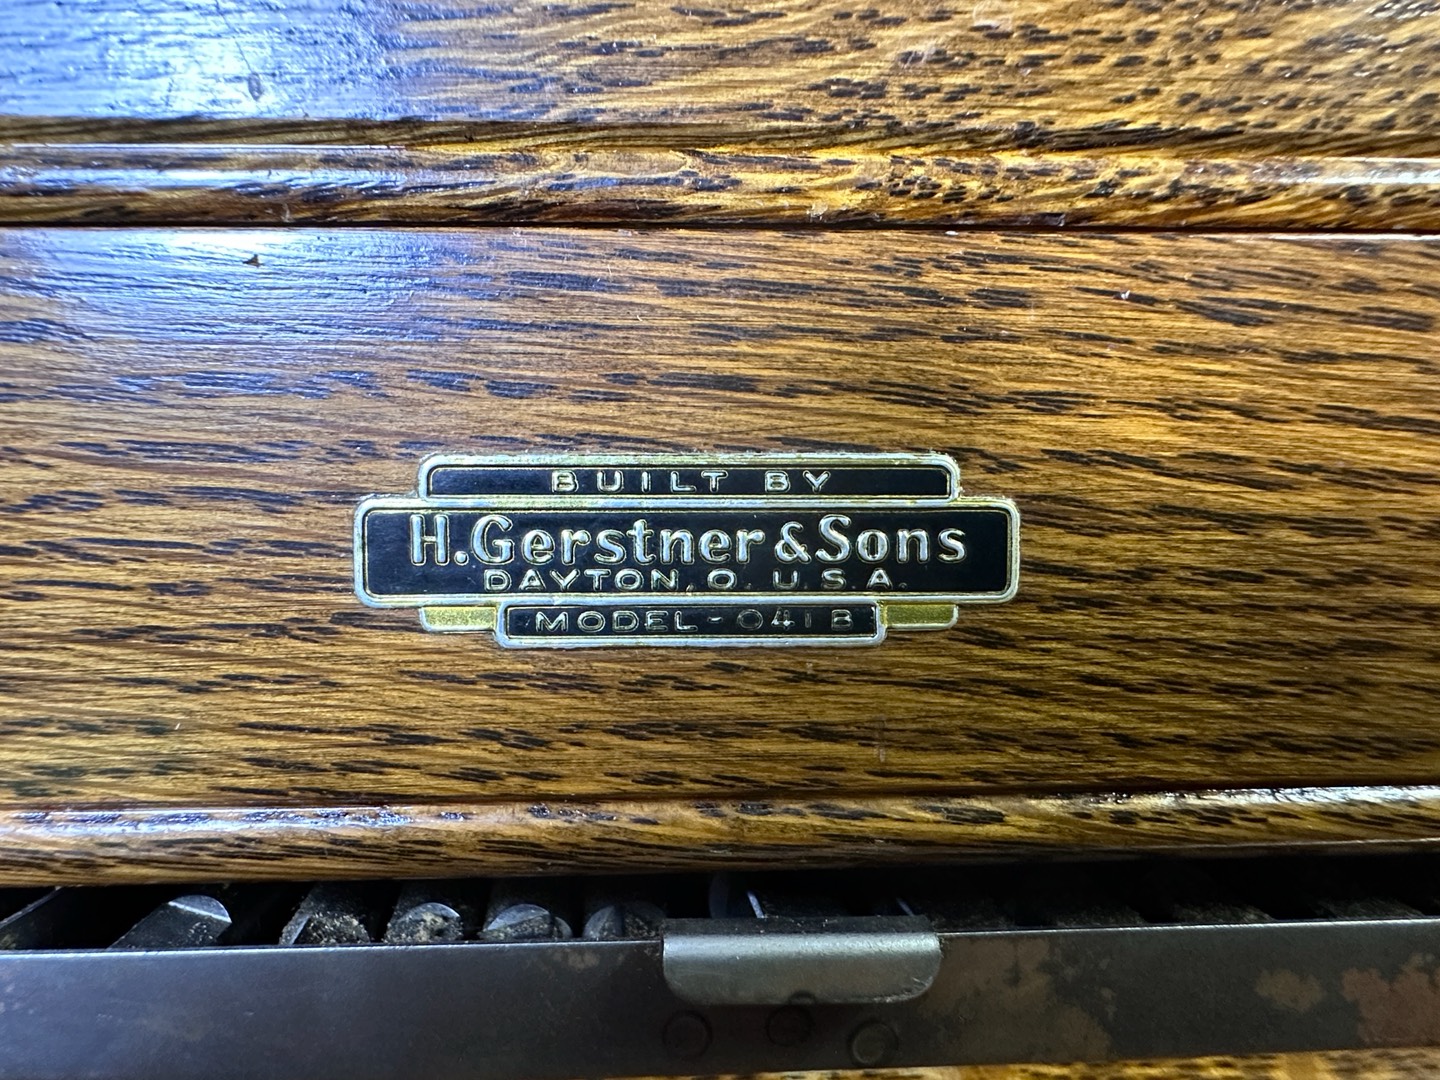 BUILT BY
H. Gerstner & Sons
DAYTON, O. U.S.A.
MODEL-041B